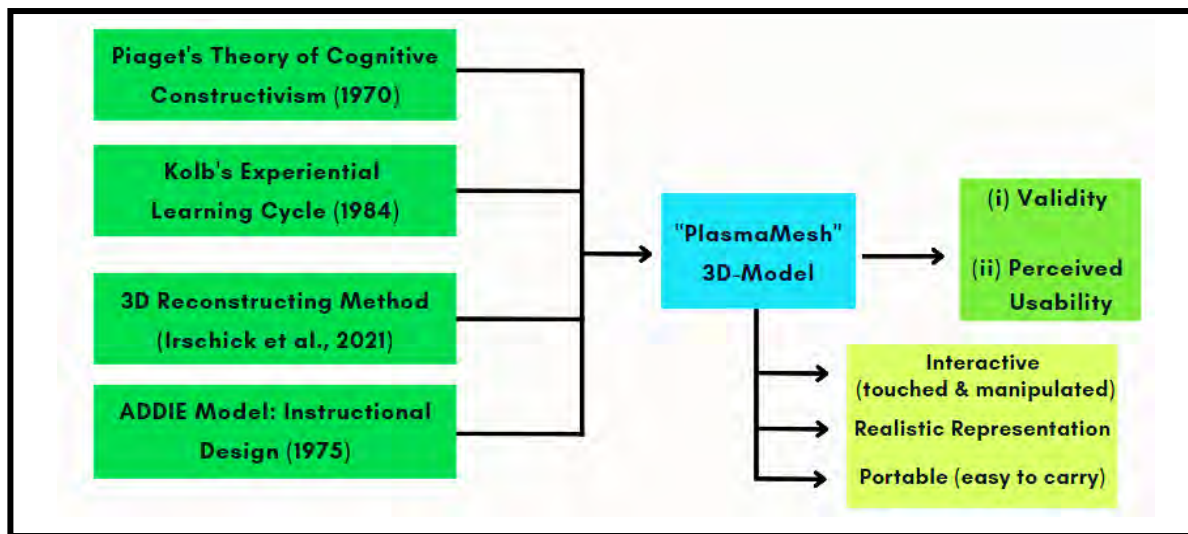 Piaget's Theory of Cognitive
Constructivism (1970)
Kolb's Experiential
Learning Cycle (1984)
3D Reconstructing Method
(Irschick et al., 2021)
ADDIE Model: Instructional
Design (1975)
"PlasmaMesh"
3D-Model
(i) Validity
(ii) Perceived
Usability
Interactive
(touched & manipulated)
Realistic Representation
Portable (easy to carry)